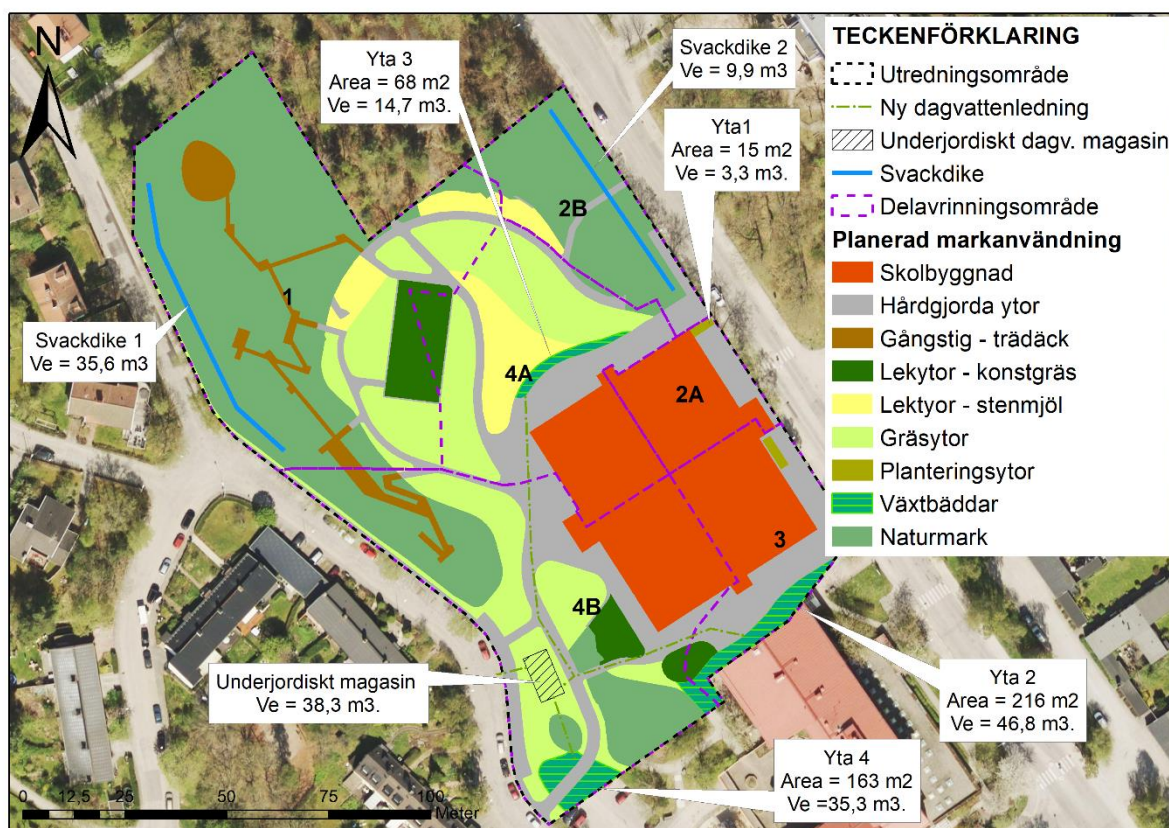 N
Yta 3
Area = 68 m2
Ve = 14,7 m3.
Svackdike 2
Ve = 9,9 m3
Yta1
Area = 15 m2
Ve = 3,3 m3.
TECKENFÖRKLARING
Utredningsområde
Ny dagvattenledning
Underjordiskt dagv. magasin
Svackdike
Delavrinningsområde
Planerad markanvändning
Skolbyggnad
Hårdgjorda ytor
Gångstig - trädäck
Lekytor - konstgräs
Lektyor - stenmjöl
Gräsytor
Planteringsytor
Växtbäddar
Naturmark
2B
1
Svackdike 1
Ve = 35,6 m3
4A
2A
3
4B
Underjordiskt magasin
Ve = 38,3 m3.
Yta 2
Area = 216 m2
Ve = 46,8 m3.
Yta 4
Area = 163 m2
Ve =35,3 m3.
0 12,5 25 50 75 100
Meter